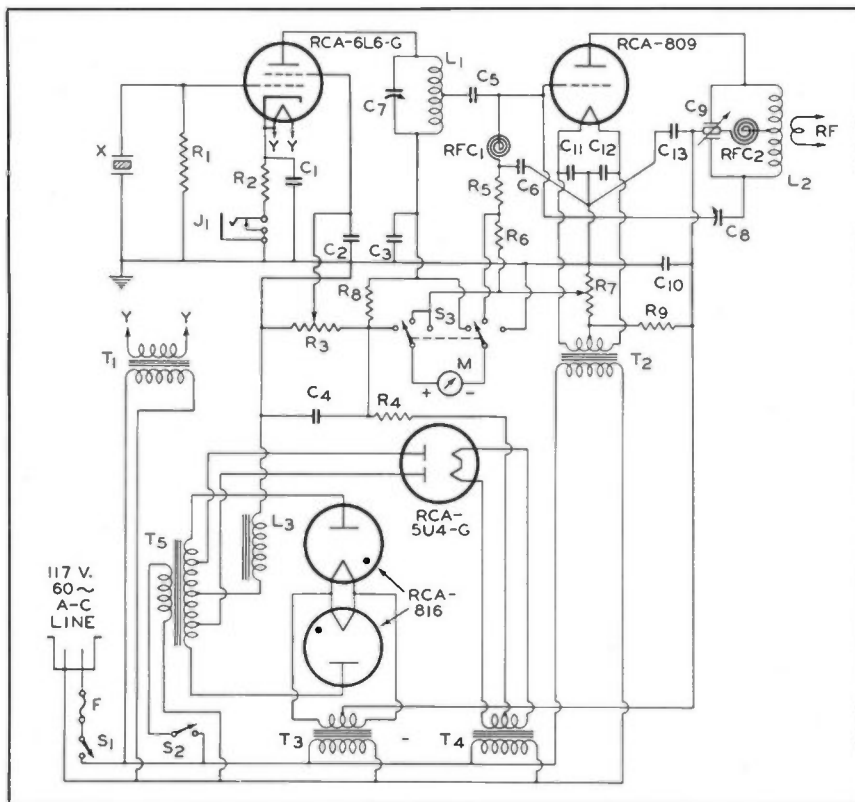 RCA-6L6-G
RCA-809
L1
C5
C7
C9
RF
RFC1
C11
C12
C13
RFC2
L2
X
R1
Y
Y
R2
C1
R5
C6
C8
J1
R6
C2
C3
R7
C10
R8
S3
R9
Y
Y
T1
R3
M
+
-
T2
C4
R4
RCA-
5U4-G
T5
L3
RCA-
816
117 V.
60~
A-C
LINE
F
S1
S2
T3
-
T4